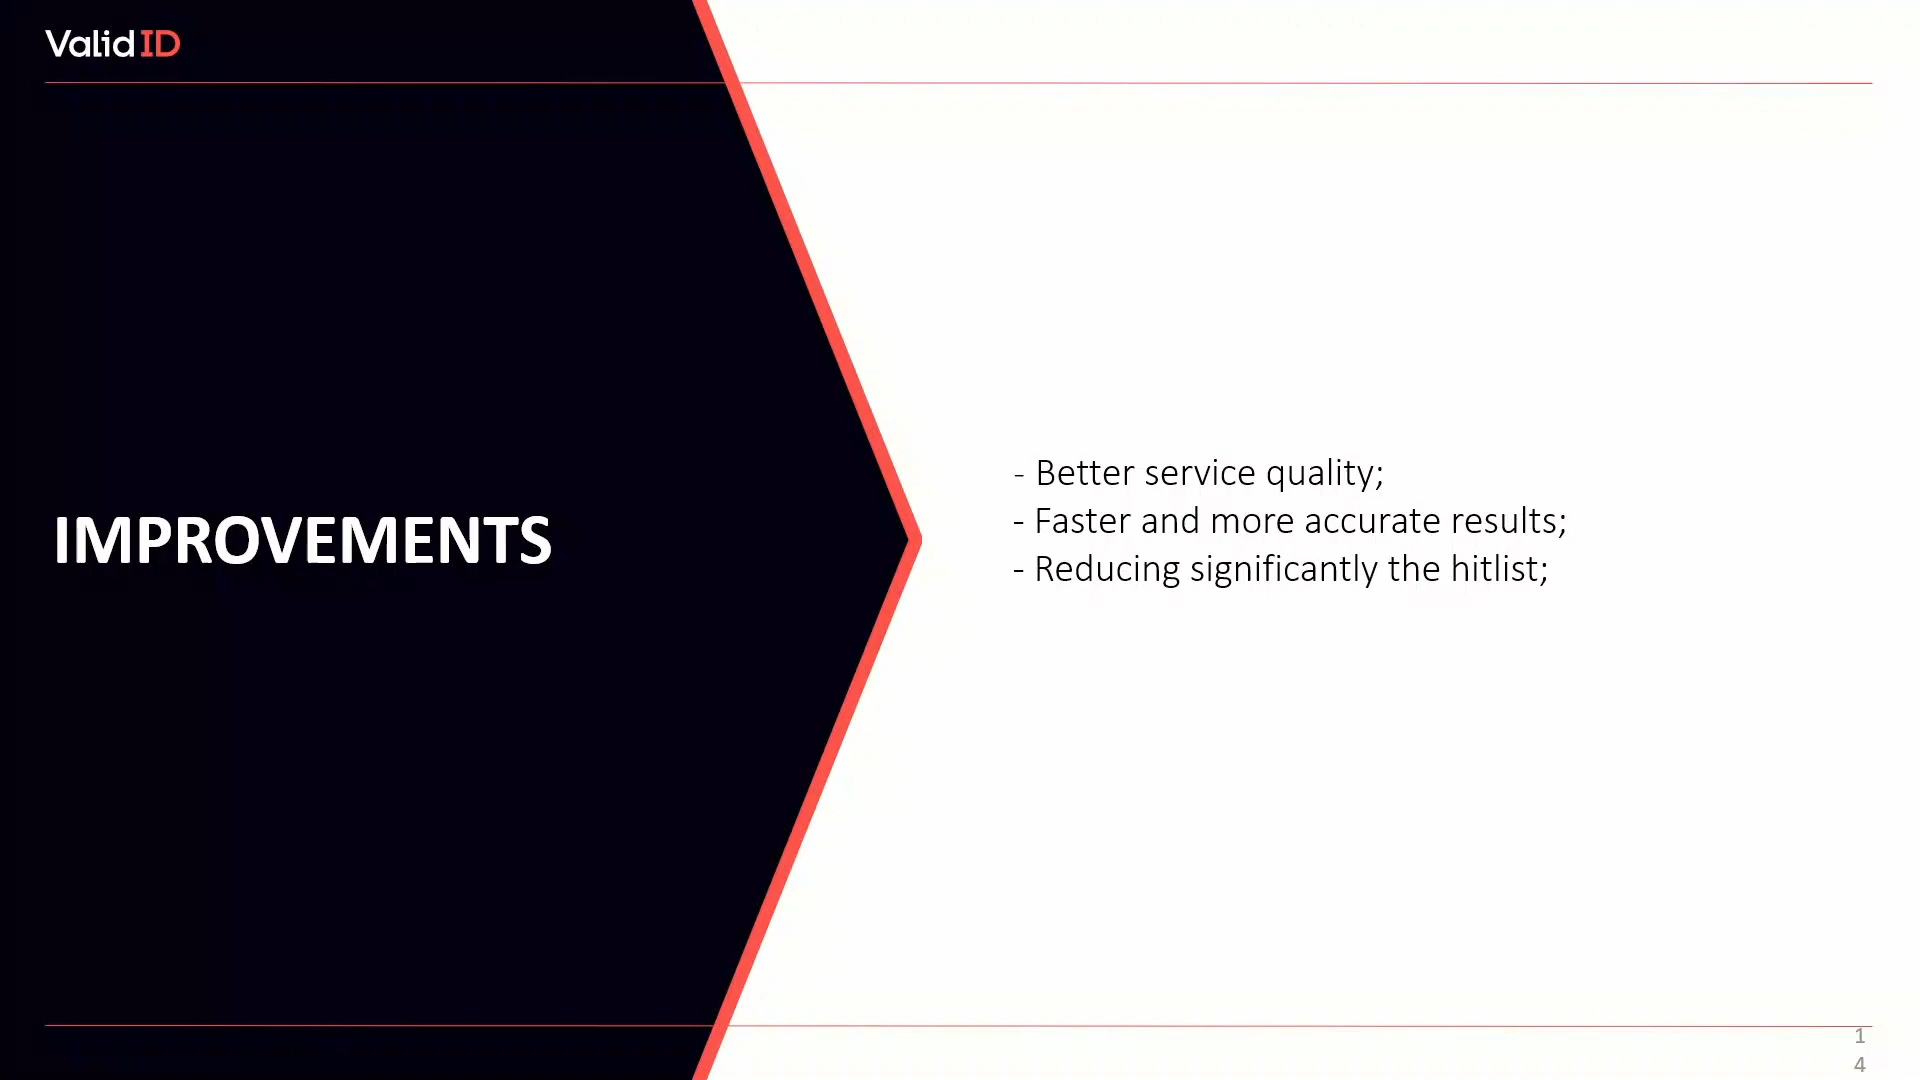 Valid ID
IMPROVEMENTS
- Better service quality;
- Faster and more accurate results;
- Reducing significantly the hitlist;
1
4